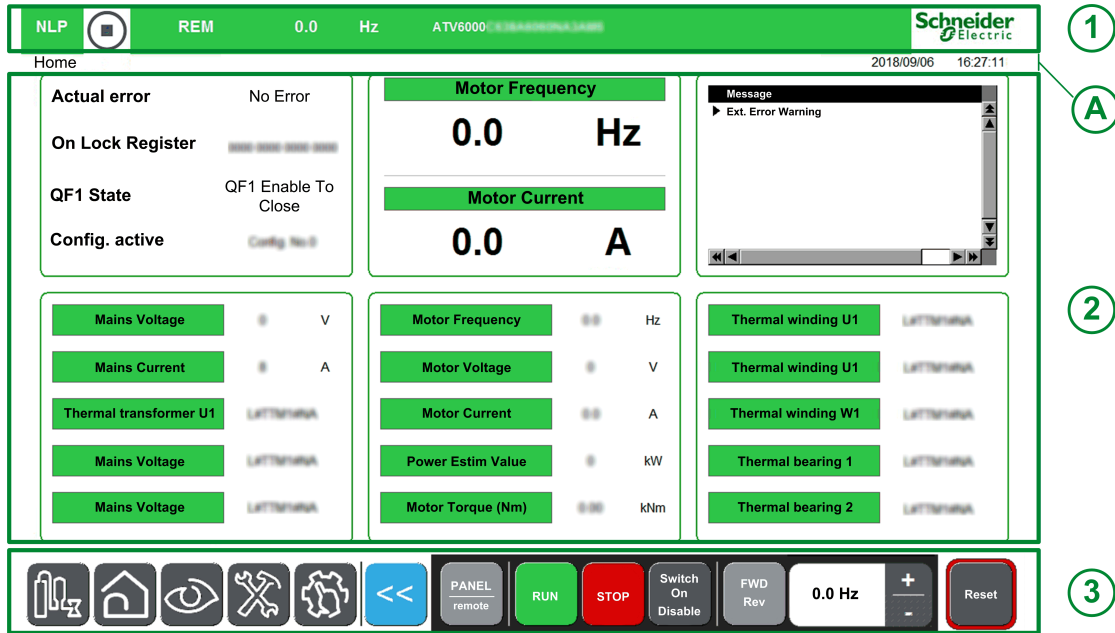 NLP
REM
0.0 Hz
ATV6000
Schneider
Electric
1
Home
2018/09/06 16:27:11
A
Actual error No Error
On Lock Register
QF1 State QF1 Enable To
Close
Config. active
Motor Frequency
0.0 Hz
Motor Current
0.0 A
Message
Ext. Error Warning
2
Mains Voltage V
Mains Current A
Thermal transformer U1
Mains Voltage
Mains Voltage
Motor Frequency Hz
Motor Voltage V
Motor Current A
Power Estim Value kW
Motor Torque (Nm) kNm
Thermal winding U1
Thermal winding U1
Thermal winding W1
Thermal bearing 1
Thermal bearing 2
<<
PANEL
remote
RUN
STOP
Switch
On
Disable
FWD
Rev
0.0 Hz
+
-
Reset
3